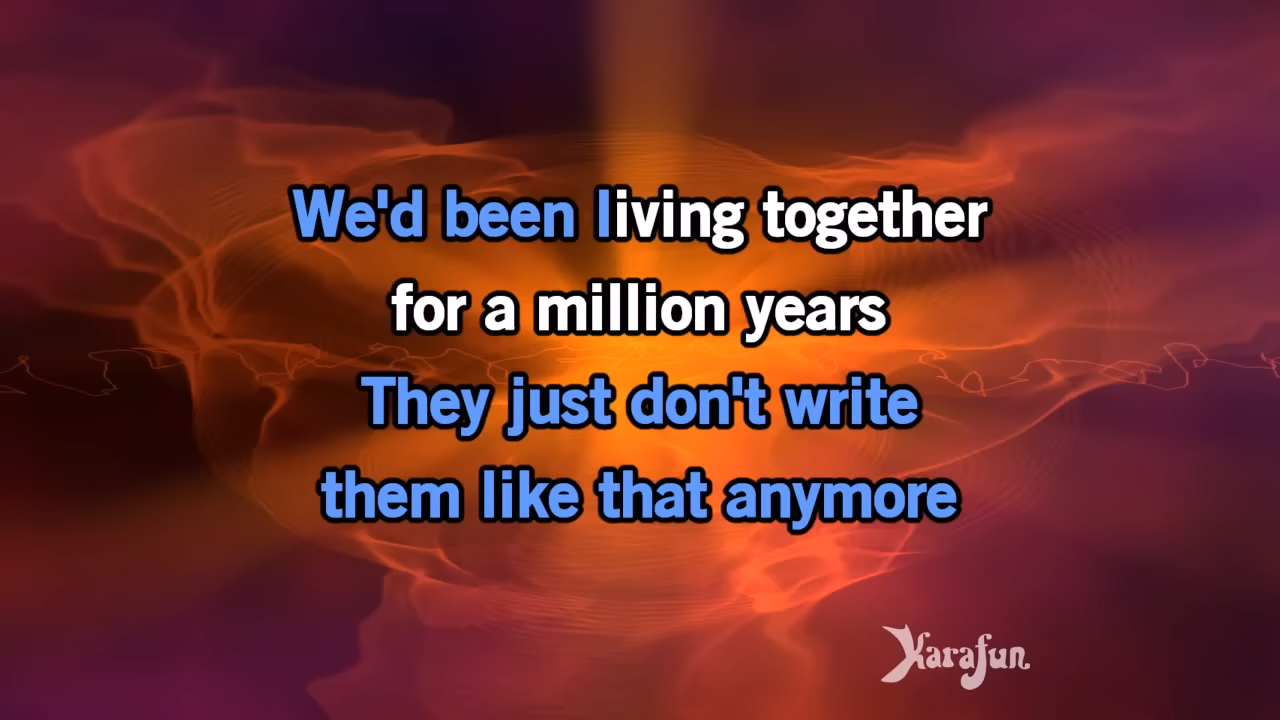 We'd been living together
for a million years
They just don't write
them like that anymore
Karafun